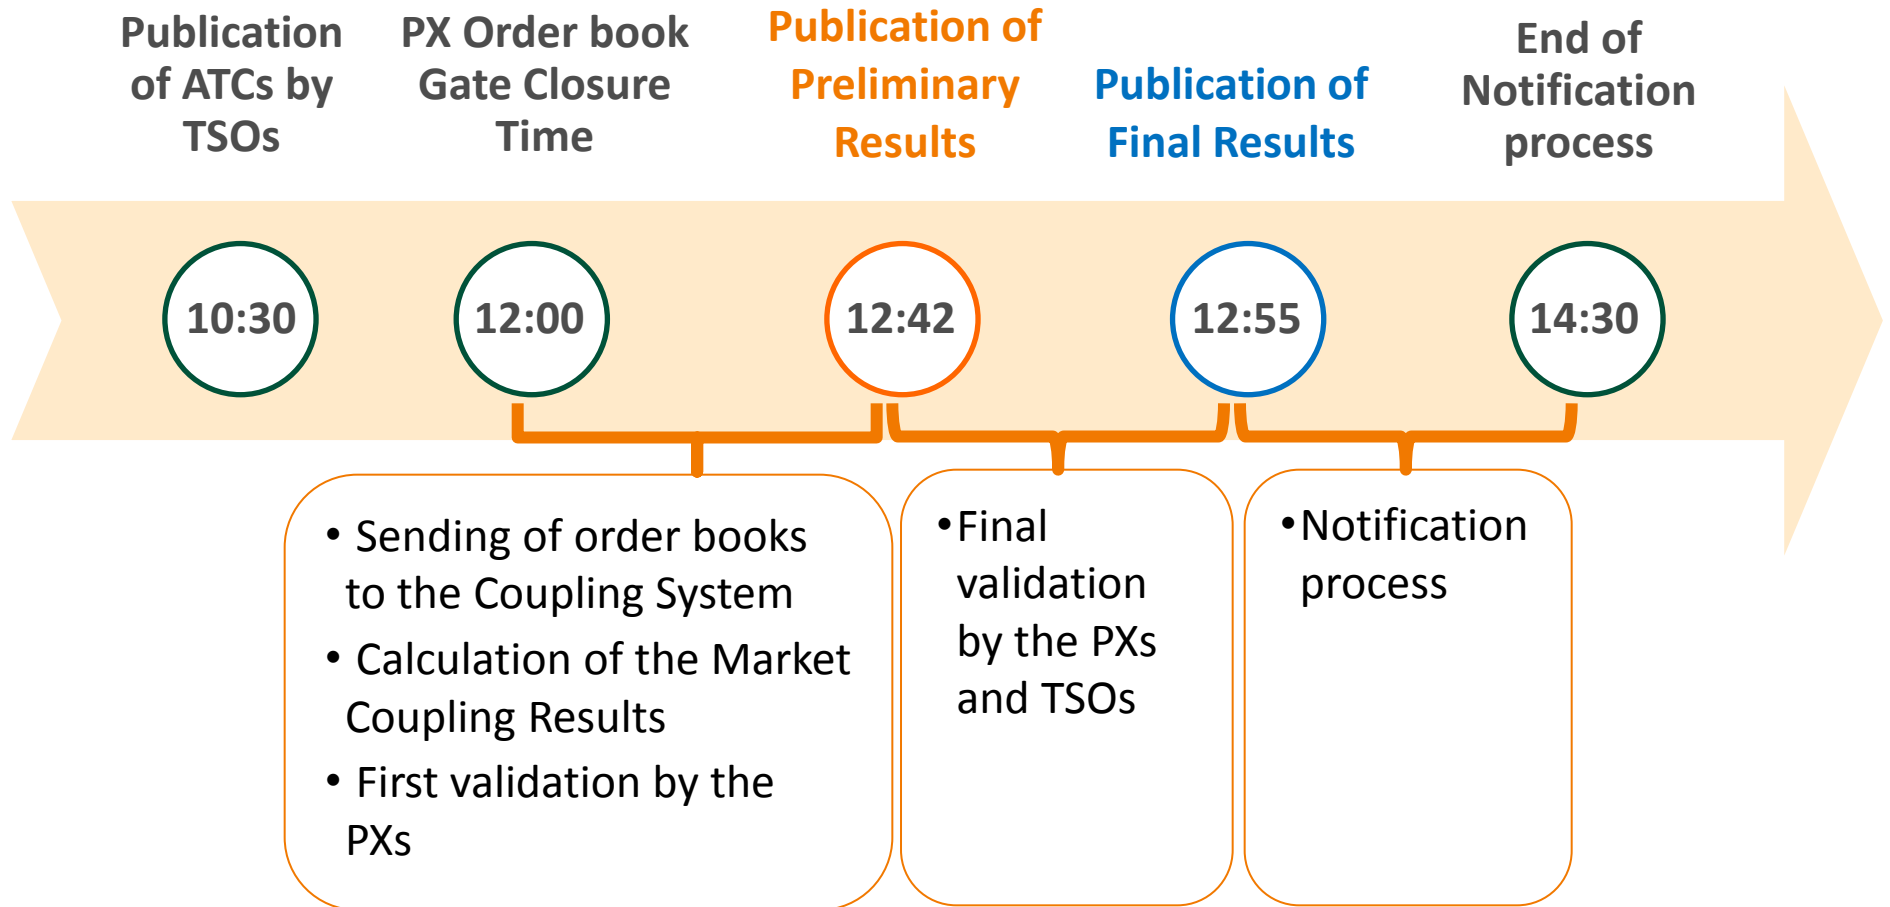 Publication
of ATCs by
TSOs
PX Order book
Gate Closure
Time
Publication of
Preliminary
Results
Publication of
Final Results
End of
Notification
process
10:30
12:00
12:42
12:55
14:30
• Sending of order books
to the Coupling System
• Calculation of the Market
Coupling Results
• First validation by the
PXs
•Final
validation
by the PXs
and TSOs
•Notification
process